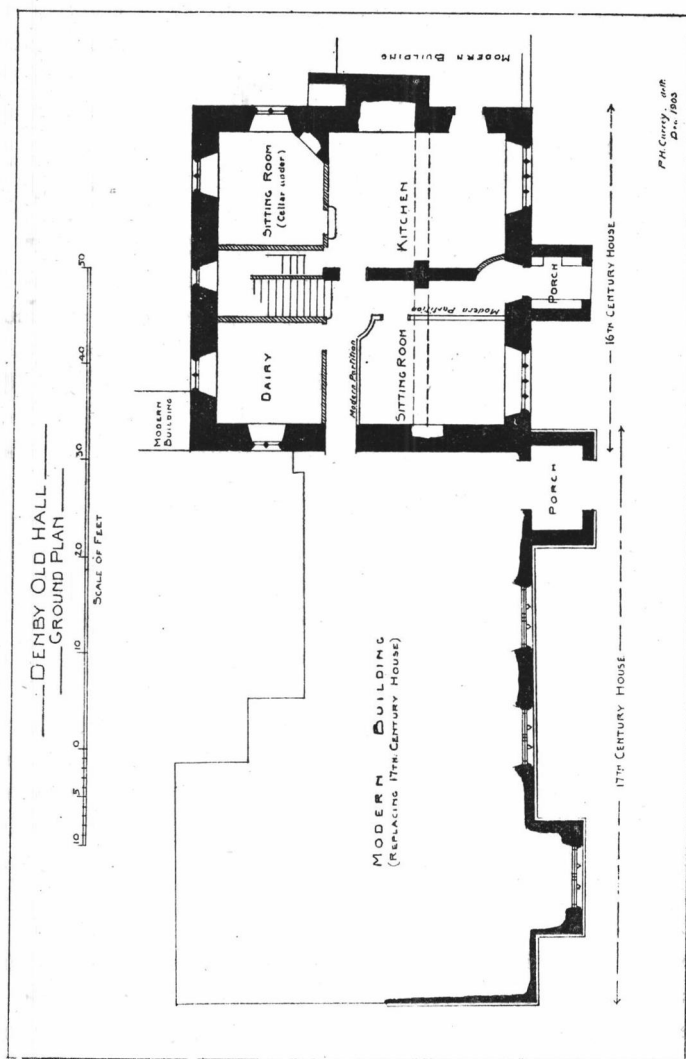 DENBY OLD HALL
GROUND PLAN
10 5 0 10 20 30 40 50
SCALE OF FEET
MODERN
BUILDING
MODERN BUILDING
DAIRY
SITTING ROOM
(Cellar under)
Modern Partition
SITTING ROOM
Modern Partition
KITCHEN
MODERN BUILDING
(REPLACING 17TH. CENTURY HOUSE)
PORCH
PORCH
17TH CENTURY HOUSE
16TH CENTURY HOUSE
P.H. Currey. delt.
Dec. 1903